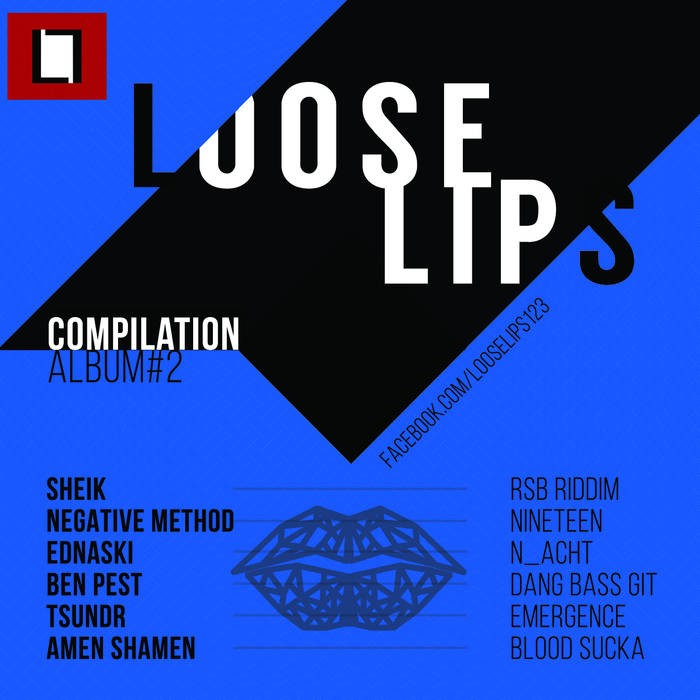 LOOSE
LIPS
COMPILATION
ALBUM#2
FACEBOOK.COM/LOOSELIPS123
SHEIK RSB RIDDIM
NEGATIVE METHOD NINETEEN
EDNASKI N_ACHT
BEN PEST DANG BASS GIT
TSUNDR EMERGENCE
AMEN SHAMEN BLOOD SUCKA